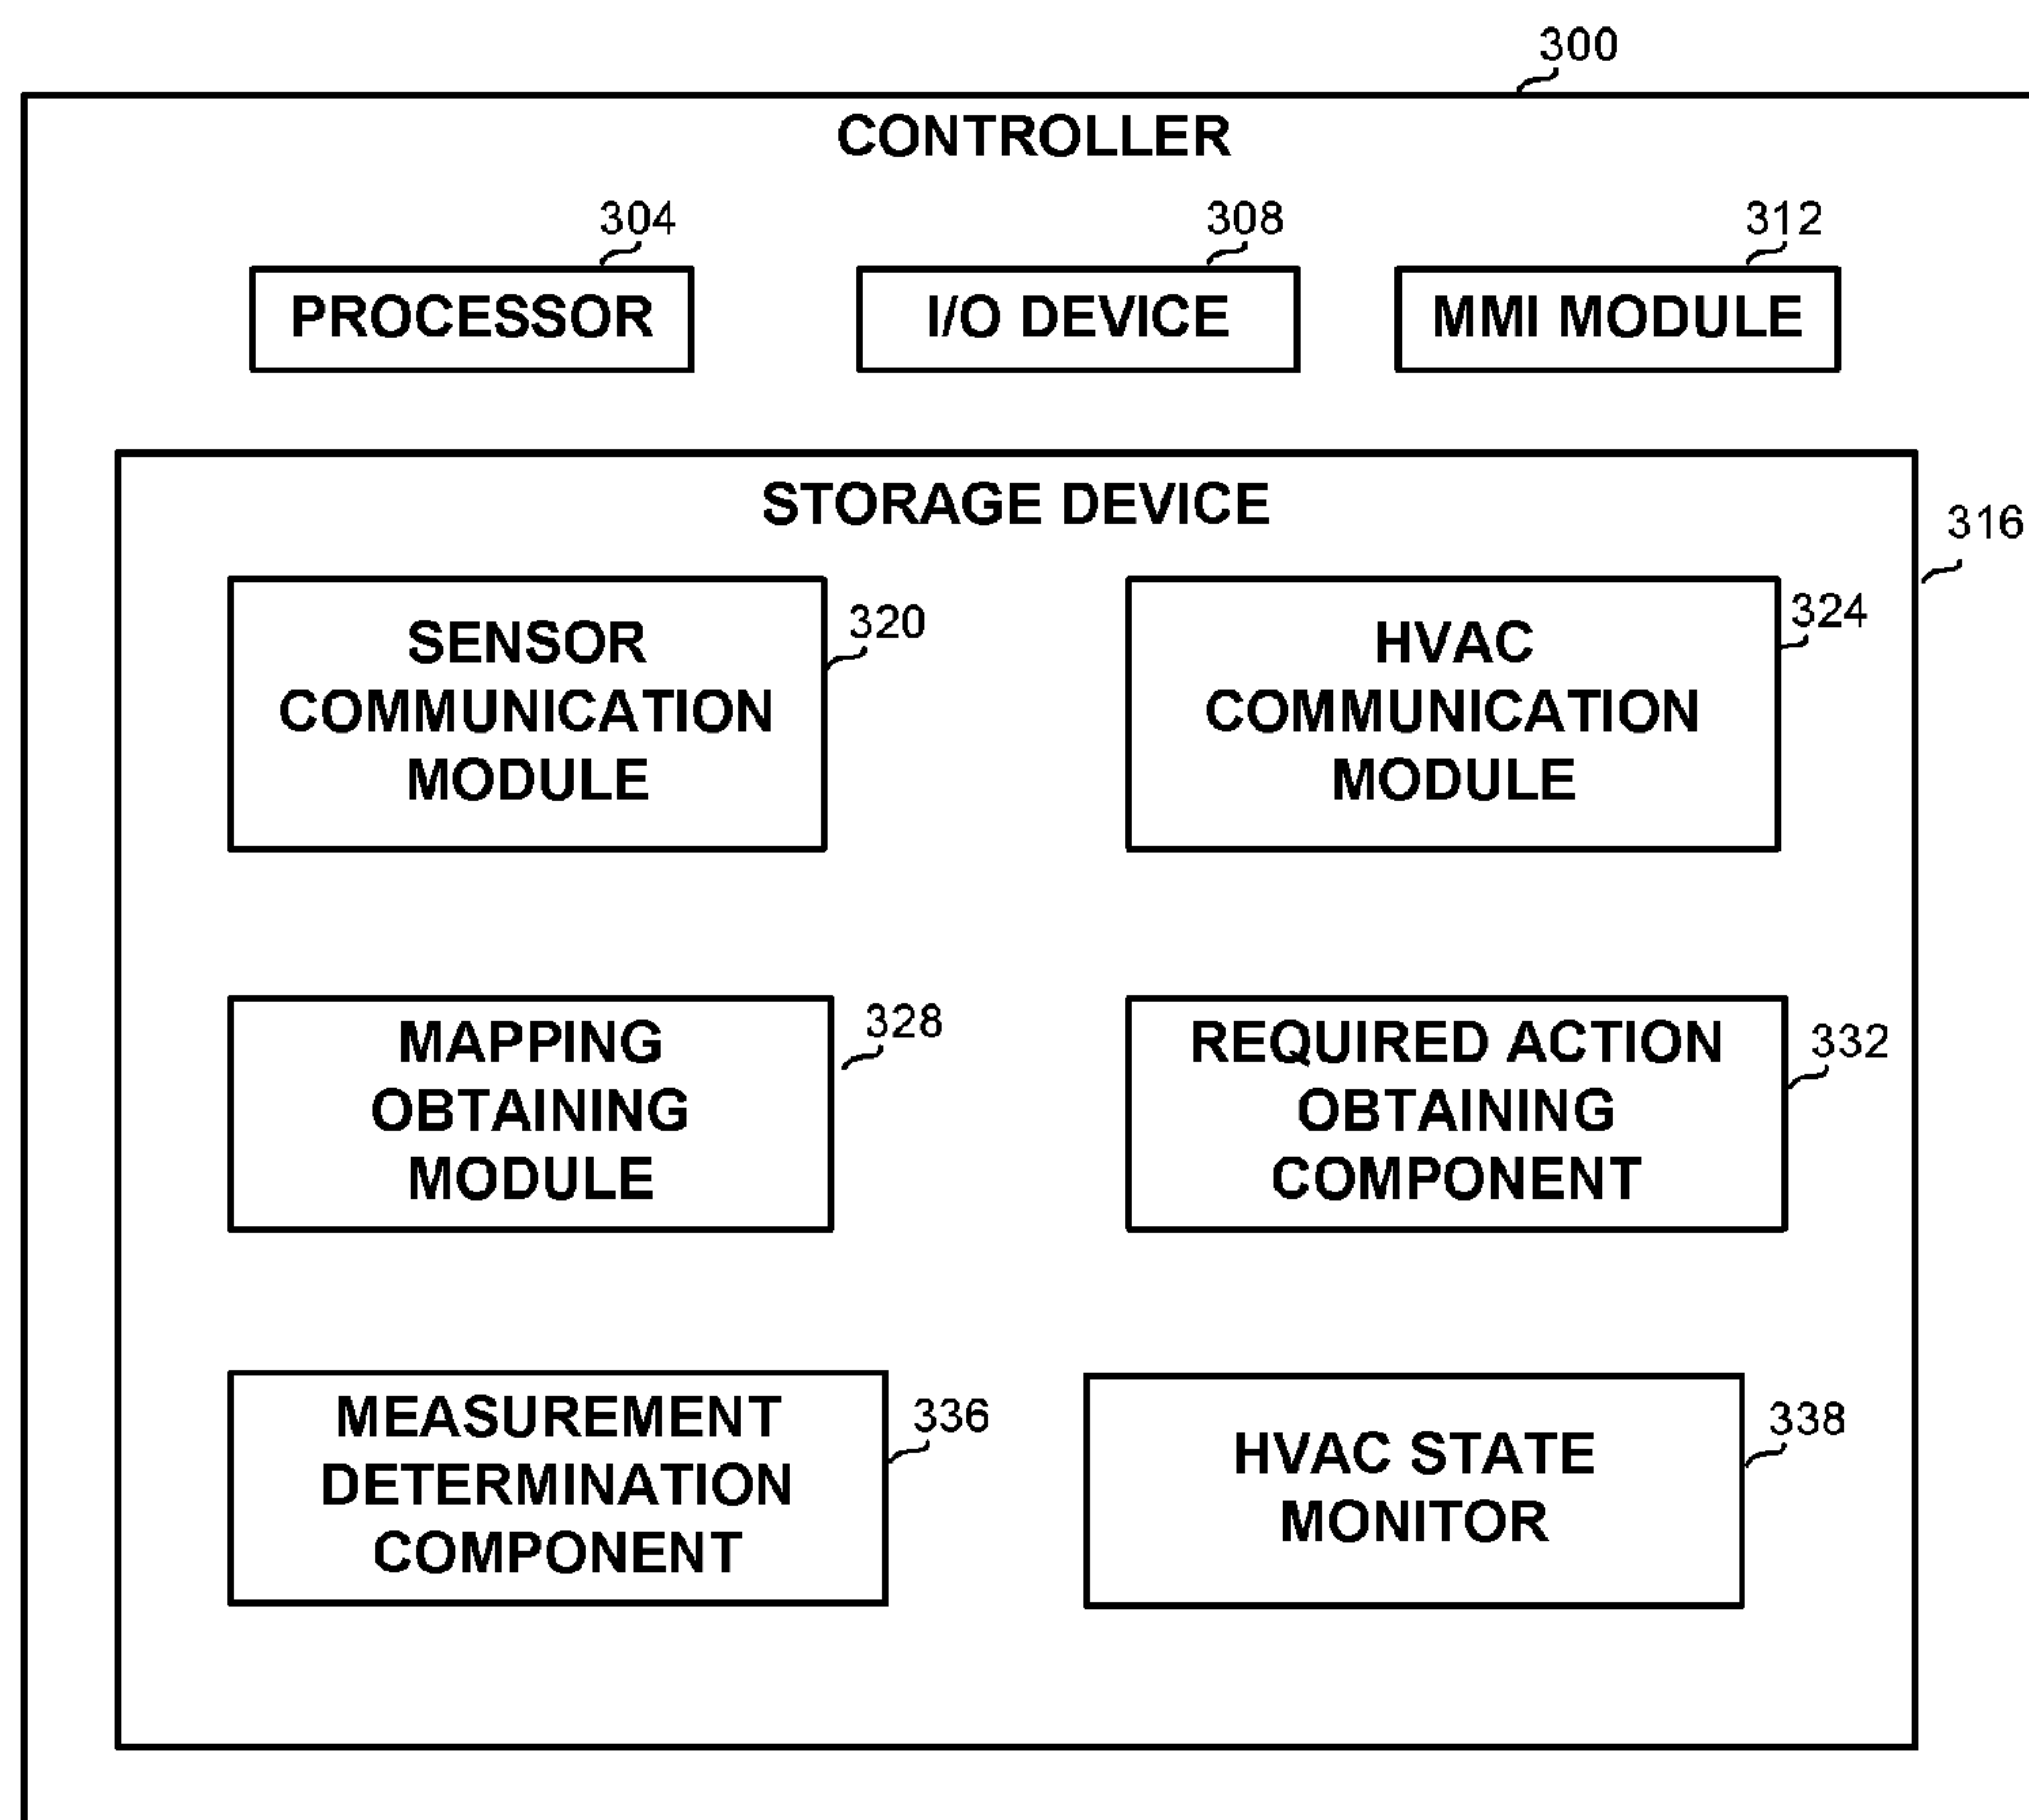 300
CONTROLLER
304
308
312
PROCESSOR
I/O DEVICE
MMI MODULE
STORAGE DEVICE
316
SENSOR
COMMUNICATION
MODULE
320
HVAC
COMMUNICATION
MODULE
324
MAPPING
OBTAINING
MODULE
328
REQUIRED ACTION
OBTAINING
COMPONENT
332
MEASUREMENT
DETERMINATION
COMPONENT
336
HVAC STATE
MONITOR
338